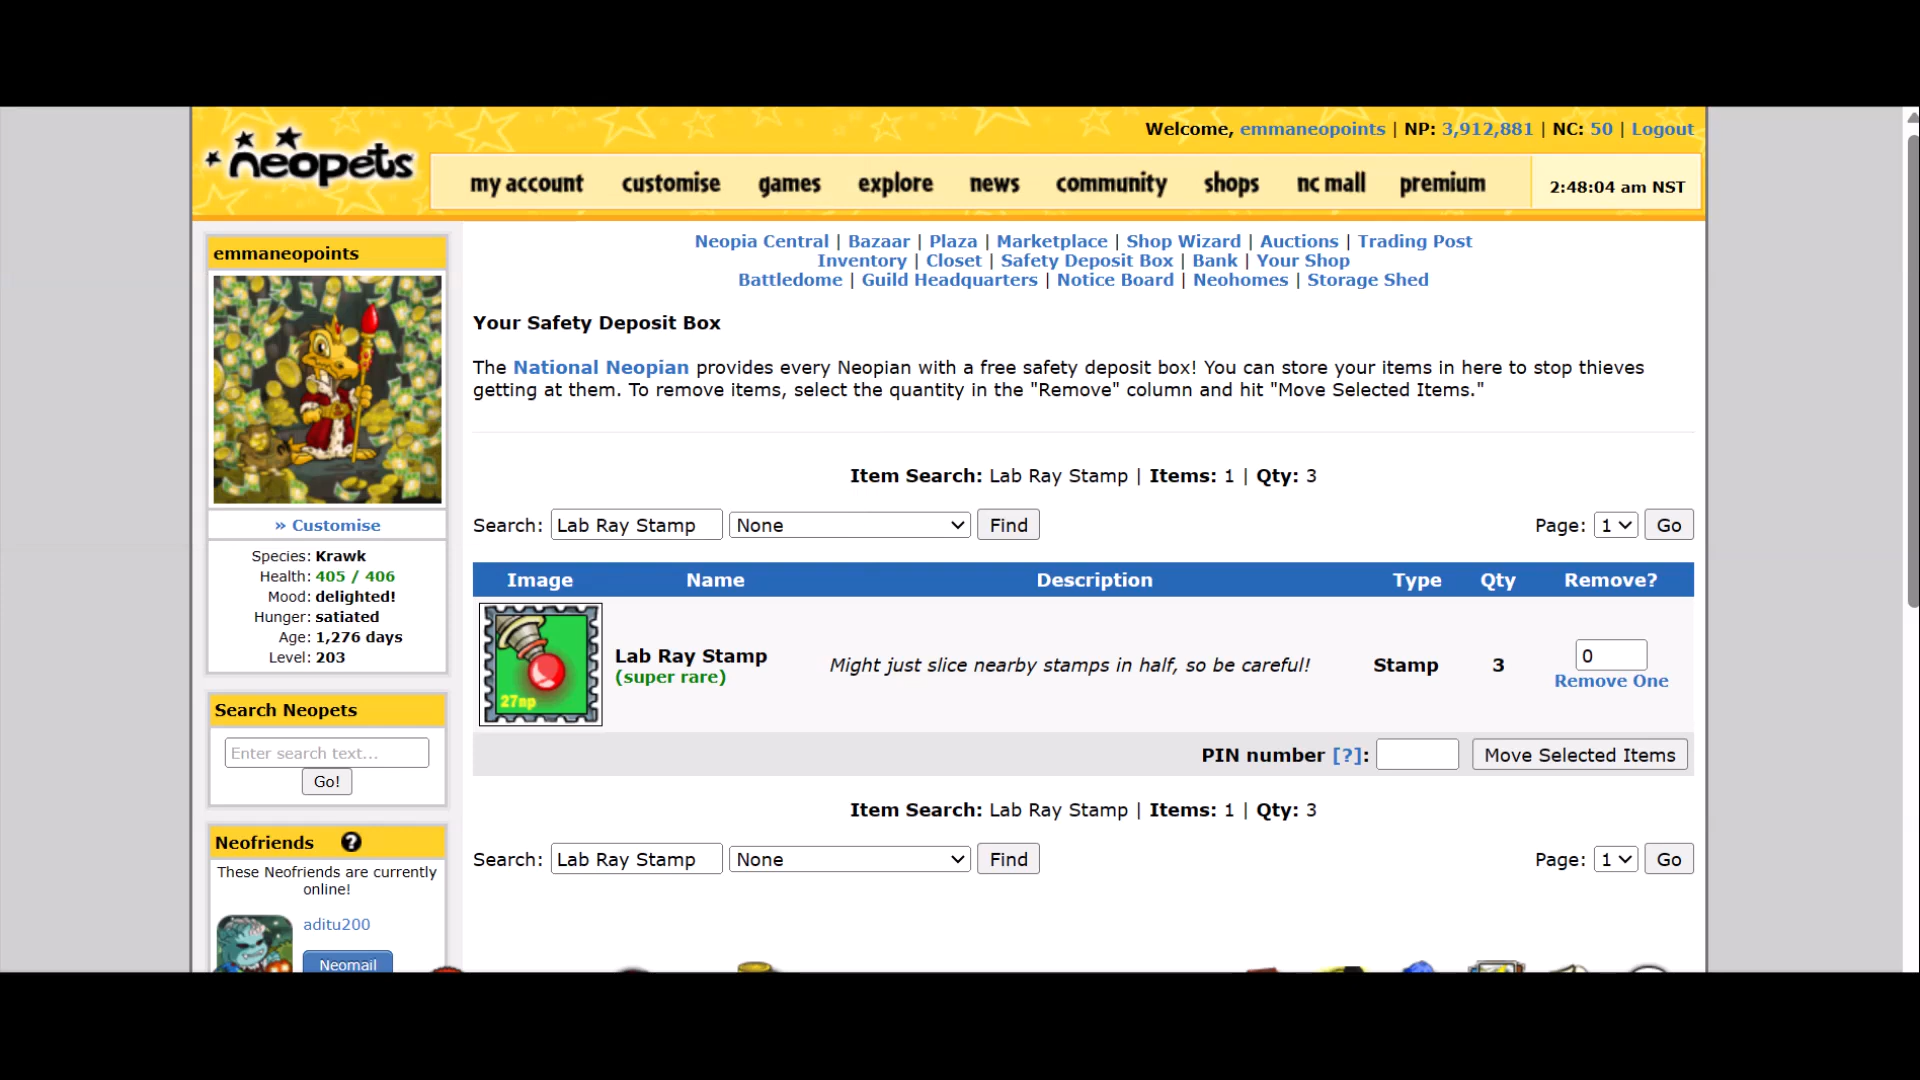 neopets
Welcome, emmaneopoints | NP: 3,912,881 | NC: 50 | Logout
my account customise games explore news community shops nc mall premium 2:48:04 am NST
emmaneopoints
» Customise
Species: Krawk
Health: 405 / 406
Mood: delighted!
Hunger: satiated
Age: 1,276 days
Level: 203
Search Neopets
Enter search text...
Go!
Neofriends ?
These Neofriends are currently
online!
aditu200
Neomail
Neopia Central | Bazaar | Plaza | Marketplace | Shop Wizard | Auctions | Trading Post
Inventory | Closet | Safety Deposit Box | Bank | Your Shop
Battledome | Guild Headquarters | Notice Board | Neohomes | Storage Shed
Your Safety Deposit Box
The National Neopian provides every Neopian with a free safety deposit box! You can store your items in here to stop thieves
getting at them. To remove items, select the quantity in the "Remove" column and hit "Move Selected Items."
Item Search: Lab Ray Stamp | Items: 1 | Qty: 3
Search: Lab Ray Stamp None Find Page: 1 Go
Image Name Description Type Qty Remove?
27np
Lab Ray Stamp
(super rare)
Might just slice nearby stamps in half, so be careful!
Stamp
3
0
Remove One
PIN number [?]: Move Selected Items
Item Search: Lab Ray Stamp | Items: 1 | Qty: 3
Search: Lab Ray Stamp None Find Page: 1 Go